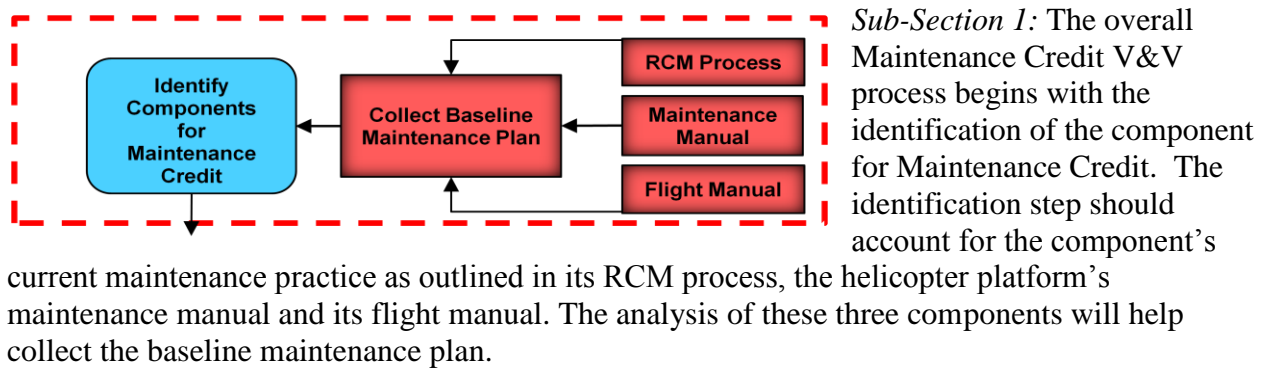 Identify
Components
for
Maintenance
Credit
Collect Baseline
Maintenance Plan
RCM Process
Maintenance
Manual
Flight Manual
Sub-Section 1: The overall
Maintenance Credit V&V
process begins with the
identification of the component
for Maintenance Credit. The
identification step should
account for the component's
current maintenance practice as outlined in its RCM process, the helicopter platform's
maintenance manual and its flight manual. The analysis of these three components will help
collect the baseline maintenance plan.